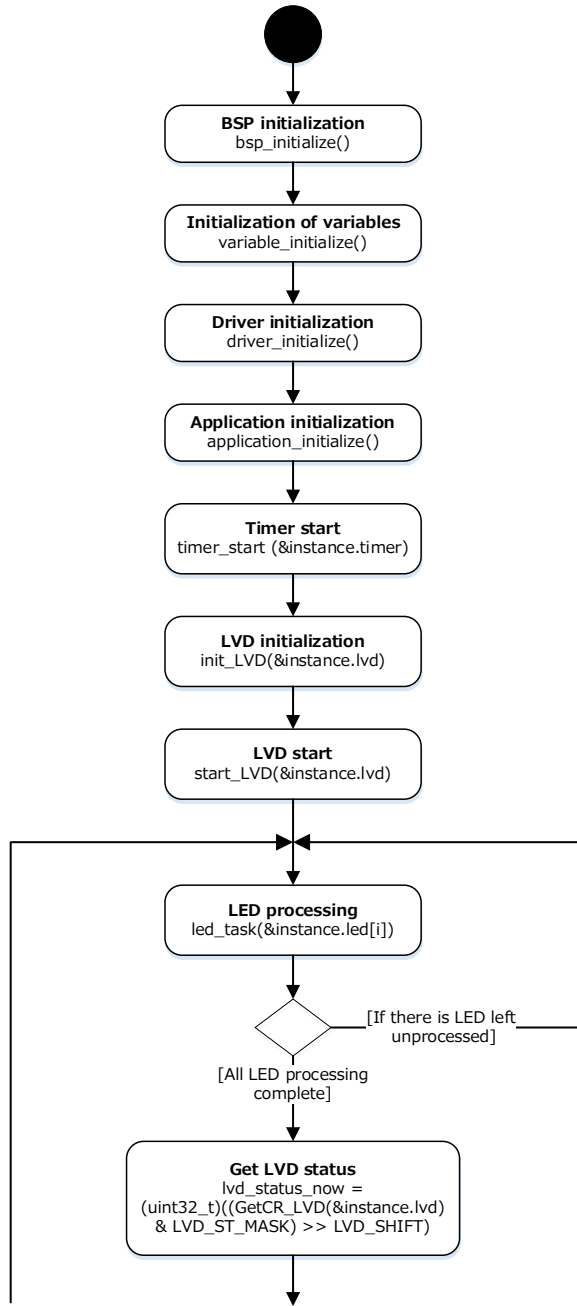 BSP initialization
bsp_initialize()
Initialization of variables
variable_initialize()
Driver initialization
driver_initialize()
Application initialization
application_initialize()
Timer start
timer_start (&instance.timer)
LVD initialization
init_LVD(&instance.lvd)
LVD start
start_LVD(&instance.lvd)
LED processing
led_task(&instance.led[i])
[If there is LED left
unprocessed]
[All LED processing
complete]
Get LVD status
lvd_status_now =
(uint32_t)((GetCR_LVD(&instance.lvd)
& LVD_ST_MASK) >> LVD_SHIFT)